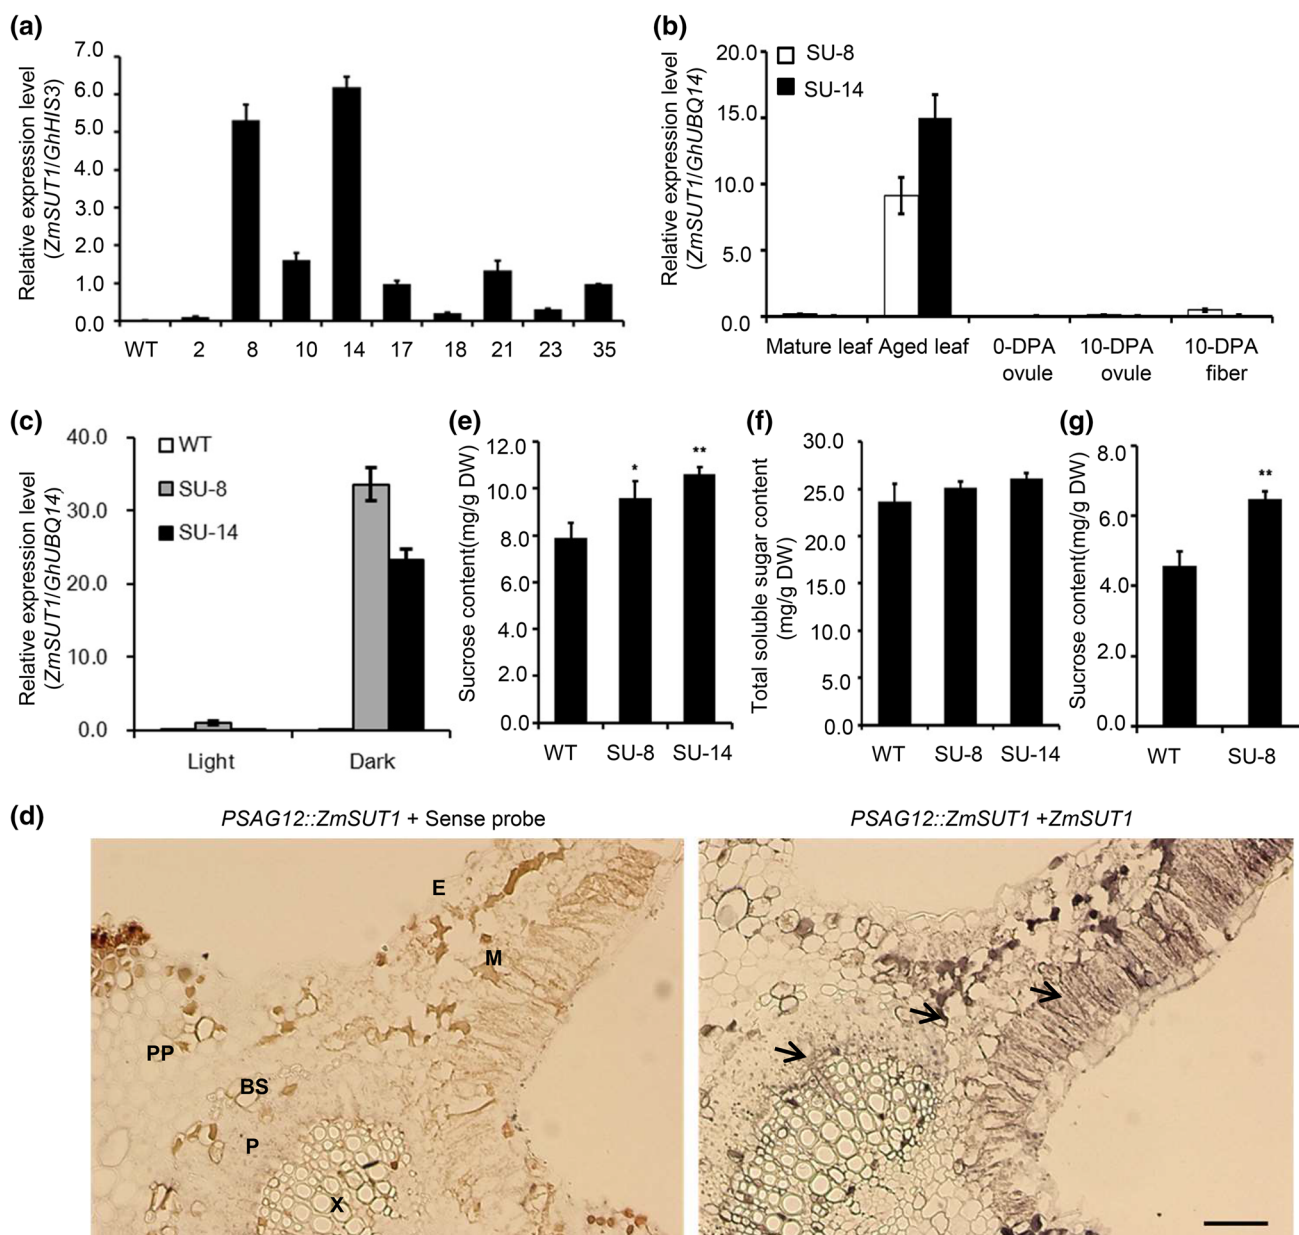 (a)
Relative expression level
(ZmSUT1/GhHIS3)
7.0
6.0
5.0
4.0
3.0
2.0
1.0
0.0
WT 2 8 10 14 17 18 21 23 35
(b)
Relative expression level
(ZmSUT1/GhUBQ14)
20.0
15.0
10.0
5.0
0.0
SU-8
SU-14
Mature leaf Aged leaf 0-DPA 10-DPA 10-DPA
ovule ovule fiber
(c)
Relative expression level
(ZmSUT1/GhUBQ14)
40.0
30.0
20.0
10.0
0.0
WT
SU-8
SU-14
Light Dark
(e)
Sucrose content(mg/g DW)
12.0
10.0
8.0
6.0
4.0
2.0
0.0
*
**
WT SU-8 SU-14
(f)
Total soluble sugar content
(mg/g DW)
30.0
25.0
20.0
15.0
10.0
5.0
0.0
WT SU-8 SU-14
(g)
Sucrose content(mg/g DW)
8.0
6.0
4.0
2.0
0.0
**
WT SU-8
(d)
PSAG12::ZmSUT1 + Sense probe
E
M
PP
BS
P
X
PSAG12::ZmSUT1 +ZmSUT1